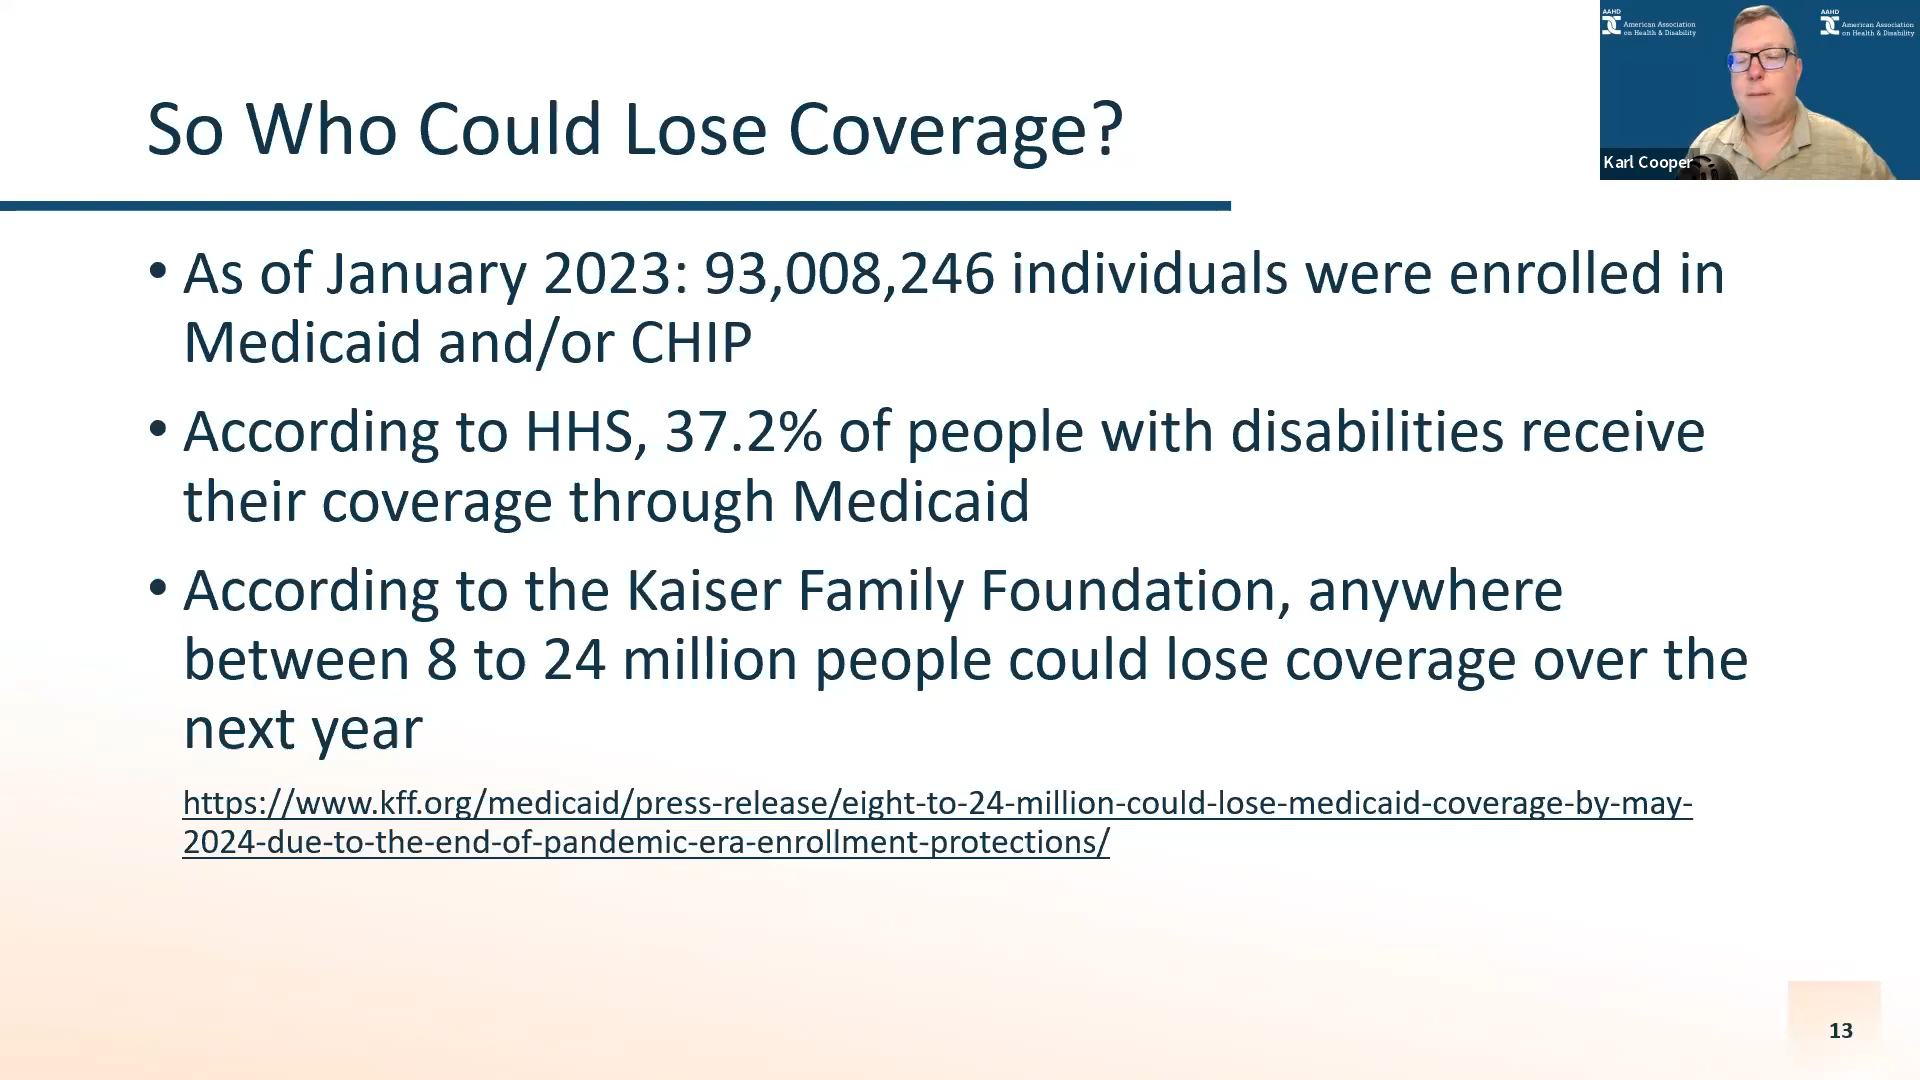 AAHD
American Association
on Health & Disability
AAHD
American Association
on Health & Disability
Karl Cooper
So Who Could Lose Coverage?
• As of January 2023: 93,008,246 individuals were enrolled in
Medicaid and/or CHIP
• According to HHS, 37.2% of people with disabilities receive
their coverage through Medicaid
• According to the Kaiser Family Foundation, anywhere
between 8 to 24 million people could lose coverage over the
next year
https://www.kff.org/medicaid/press-release/eight-to-24-million-could-lose-medicaid-coverage-by-may-
2024-due-to-the-end-of-pandemic-era-enrollment-protections/
13